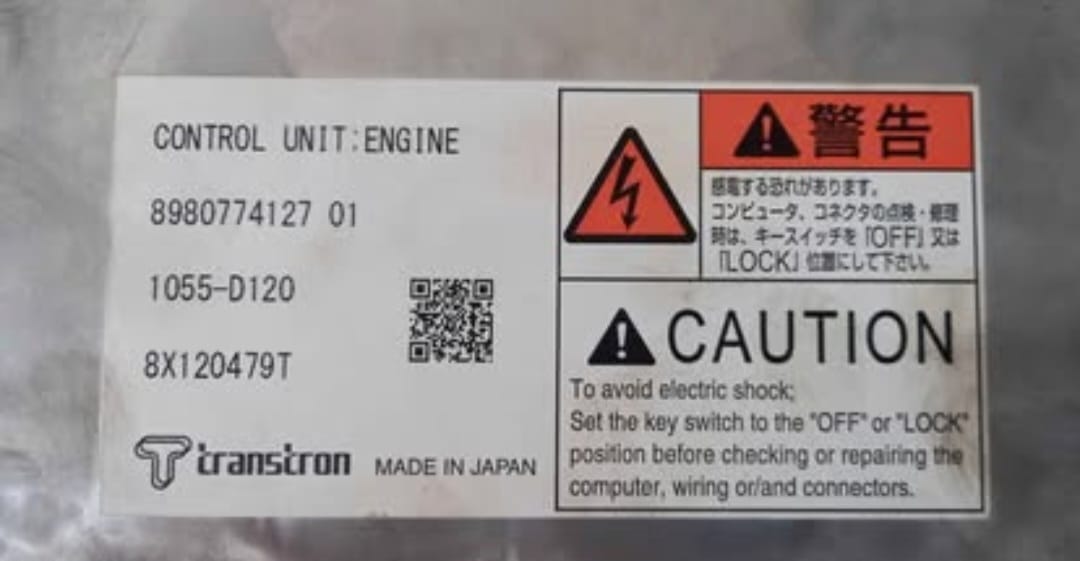 CONTROL UNIT:ENGINE
8980774127 01
1055-D120
8X120479T
transtron MADE IN JAPAN
警告
感電する恐れがあります。
コンピュータ、コネクタの点検・修理
時は、キースイッチを「OFF」又は
「LOCK」位置にして下さい。
CAUTION
To avoid electric shock;
Set the key switch to the "OFF" or "LOCK"
position before checking or repairing the
computer, wiring or/and connectors.